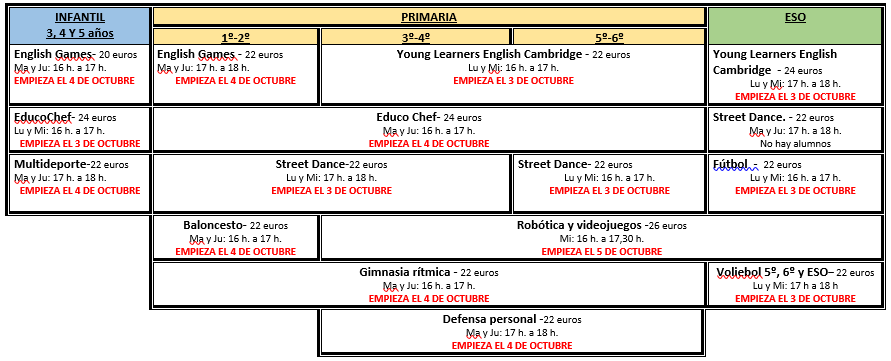 INFANTIL
3, 4 Y 5 años
PRIMARIA
ESO
1º-2º
3º-4º
5º-6º
English Games- 20 euros
Ma y Ju: 16 h. a 17 h.
EMPIEZA EL 4 DE OCTUBRE
English Games - 22 euros
Ma y Ju: 17 h. a 18 h.
EMPIEZA EL 4 DE OCTUBRE
Young Learners English Cambridge - 22 euros
Lu y Mi: 16 h. a 17 h.
EMPIEZA EL 3 DE OCTUBRE
Young Learners English
Cambridge - 24 euros
Lu y Mi: 17 h. a 18 h.
EMPIEZA EL 3 DE OCTUBRE
EducoChef- 24 euros
Lu y Mi: 16 h. a 17 h.
EMPIEZA EL 3 DE OCTUBRE
Educo Chef- 24 euros
Ma y Ju: 16 h. a 17 h.
EMPIEZA EL 4 DE OCTUBRE
Street Dance. - 22 euros
Ma y Ju: 17 h. a 18 h.
No hay alumnos
Multideporte-22 euros
Ma y Ju: 17 h. a 18 h.
EMPIEZA EL 4 DE OCTUBRE
Street Dance-22 euros
Lu y Mi: 17 h. a 18 h.
EMPIEZA EL 3 DE OCTUBRE
Street Dance- 22 euros
Lu y Mi: 16 h. a 17 h.
EMPIEZA EL 3 DE OCTUBRE
Fútbol - 22 euros
Lu y Mi: 16 h. a 17 h.
EMPIEZA EL 3 DE OCTUBRE
Baloncesto- 22 euros
Ma y Ju: 16 h. a 17 h.
EMPIEZA EL 4 DE OCTUBRE
Robótica y videojuegos -26 euros
Mi: 16 h. a 17,30 h.
EMPIEZA EL 5 DE OCTUBRE
Gimnasia rítmica - 22 euros
Ma y Ju: 16 h. a 17 h.
EMPIEZA EL 4 DE OCTUBRE
Voliebol 5º, 6º y ESO– 22 euros
Lu y Mi: 17 h a 18 h
EMPIEZA EL 3 DE OCTUBRE
Defensa personal -22 euros
Ma y Ju: 17 h. a 18 h.
EMPIEZA EL 4 DE OCTUBRE